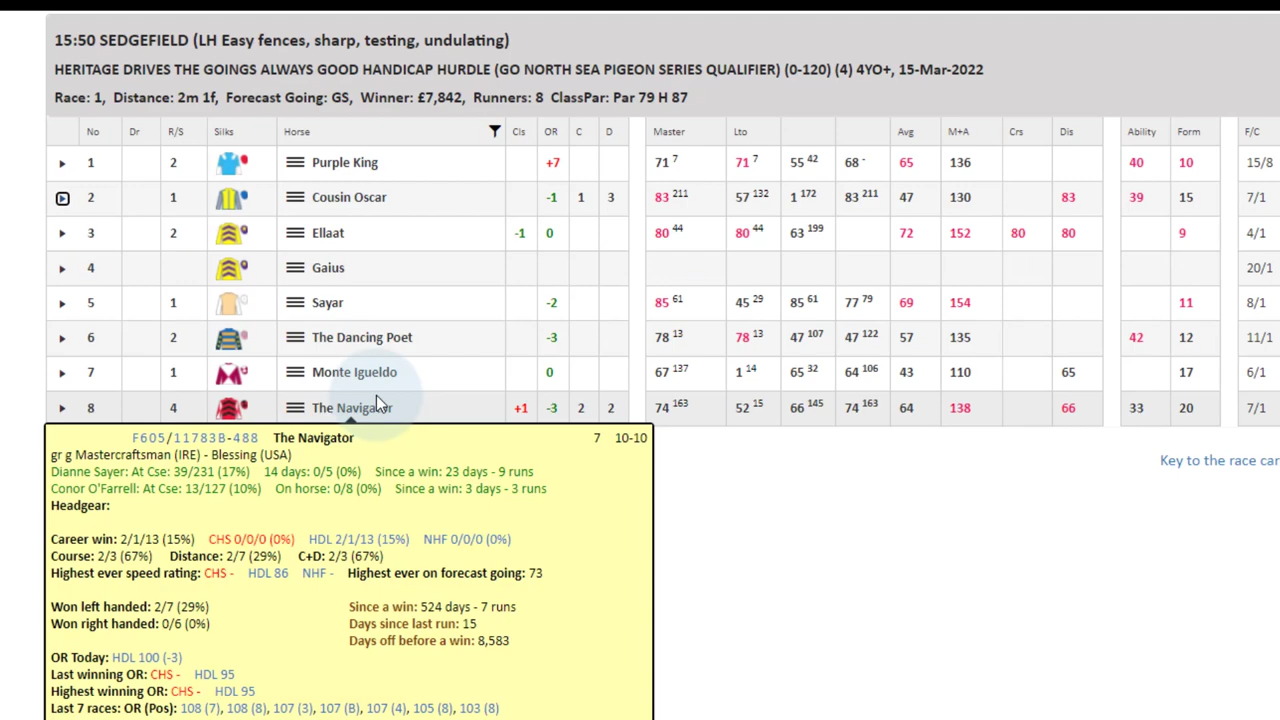 15:50 SEDGEFIELD (LH Easy fences, sharp, testing, undulating)
HERITAGE DRIVES THE GOINGS ALWAYS GOOD HANDICAP HURDLE (GO NORTH SEA PIGEON SERIES QUALIFIER) (0-120) (4) 4YO+, 15-Mar-2022
Race: 1, Distance: 2m 1f, Forecast Going: GS, Winner: £7,842, Runners: 8 ClassPar: Par 79 H 87
No Dr R/S Silks Horse Cls OR C D Master Lto Avg M+A Crs Dis Ability Form F/C
1 2 Purple King +7 71 7 71 7 55 42 68 - 65 136 40 10 15/8
2 1 Cousin Oscar -1 1 3 83 211 57 132 1 172 83 211 47 130 83 39 15 7/1
3 2 Ellaat -1 0 80 44 80 44 63 199 72 152 80 80 9 4/1
4 Gaius 20/1
5 1 Sayar -2 85 61 45 29 85 61 77 79 69 154 11 8/1
6 2 The Dancing Poet -3 78 13 78 13 47 107 47 122 57 135 42 12 11/1
7 1 Monte Igueldo 0 67 137 1 14 65 32 64 106 43 110 65 17 6/1
8 4 The Navigator +1 -3 2 2 74 163 52 15 66 145 74 163 64 138 66 33 20 7/1
F605/11783B-488 The Navigator 7 10-10
gr g Mastercraftsman (IRE) - Blessing (USA)
Dianne Sayer: At Cse: 39/231 (17%) 14 days: 0/5 (0%) Since a win: 23 days - 9 runs
Conor O'Farrell: At Cse: 13/127 (10%) On horse: 0/8 (0%) Since a win: 3 days - 3 runs
Headgear:
Career win: 2/1/13 (15%) CHS 0/0/0 (0%) HDL 2/1/13 (15%) NHF 0/0/0 (0%)
Course: 2/3 (67%) Distance: 2/7 (29%) C+D: 2/3 (67%)
Highest ever speed rating: CHS - HDL 86 NHF - Highest ever on forecast going: 73
Won left handed: 2/7 (29%) Since a win: 524 days - 7 runs
Won right handed: 0/6 (0%) Days since last run: 15
Days off before a win: 8,583
OR Today: HDL 100 (-3)
Last winning OR: CHS - HDL 95
Highest winning OR: CHS - HDL 95
Last 7 races: OR (Pos): 108 (7), 108 (8), 107 (3), 107 (B), 107 (4), 105 (8), 103 (8)
Key to the race car